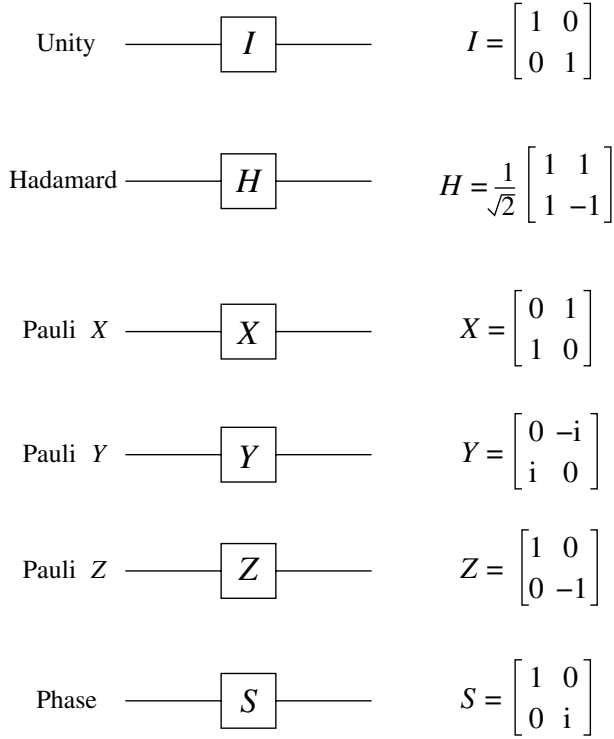 Unity I I = [1 0
0 1]
Hadamard H H = 1/√2 [1 1
1 −1]
Pauli X X X = [0 1
1 0]
Pauli Y Y Y = [0 −i
i 0]
Pauli Z Z Z = [1 0
0 −1]
Phase S S = [1 0
0 i]